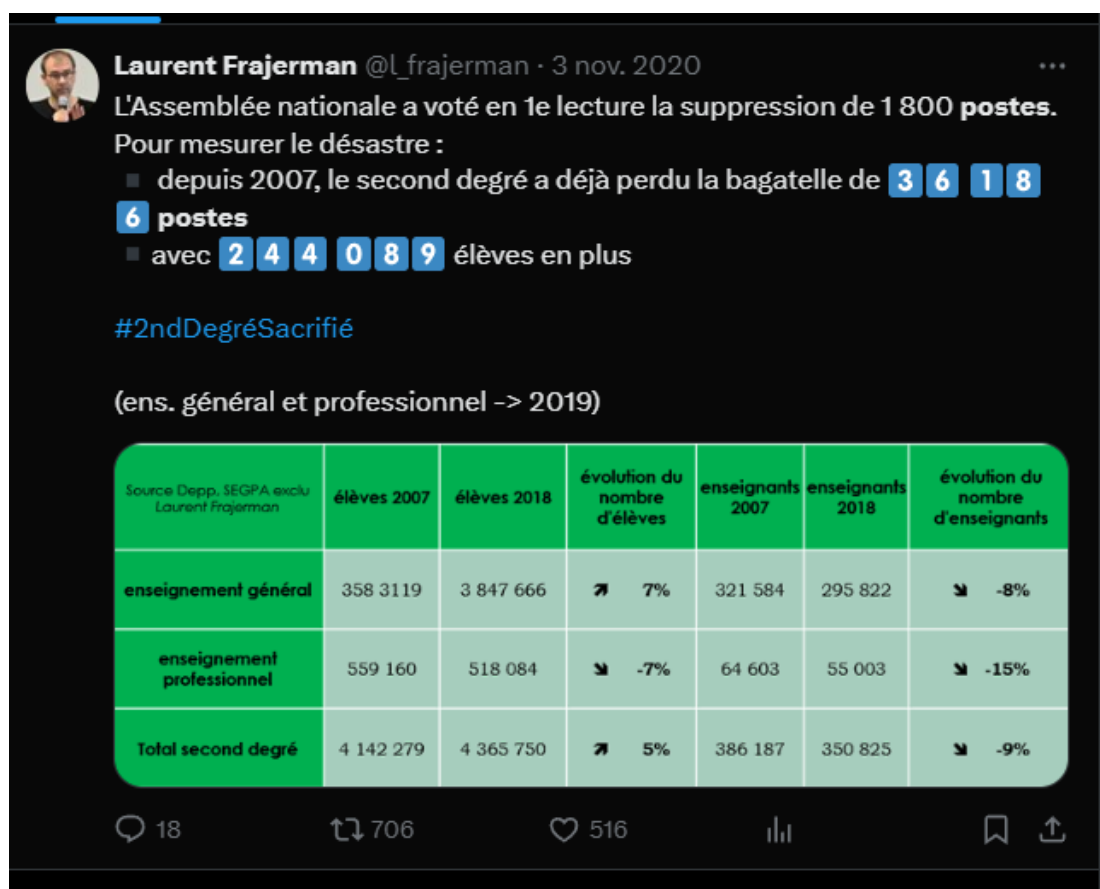 Laurent Frajerman @l_frajerman · 3 nov. 2020 ...
L'Assemblée nationale a voté en 1e lecture la suppression de 1 800 postes.
Pour mesurer le désastre :
▪ depuis 2007, le second degré a déjà perdu la bagatelle de 3 6 1 8
6 postes
▪ avec 2 4 4 0 8 9 élèves en plus
#2ndDegréSacrifié
(ens. général et professionnel -> 2019)
Source Depp, SEGPA exclu
Laurent Frajerman
élèves 2007
élèves 2018
évolution du
nombre
d'élèves
enseignants
2007
enseignants
2018
évolution du
nombre
d'enseignants
enseignement général 358 3119 3 847 666 ↗ 7% 321 584 295 822 ↘ -8%
enseignement
professionnel
559 160 518 084 ↘ -7% 64 603 55 003 ↘ -15%
Total second degré 4 142 279 4 365 750 ↗ 5% 386 187 350 825 ↘ -9%
18 706 516